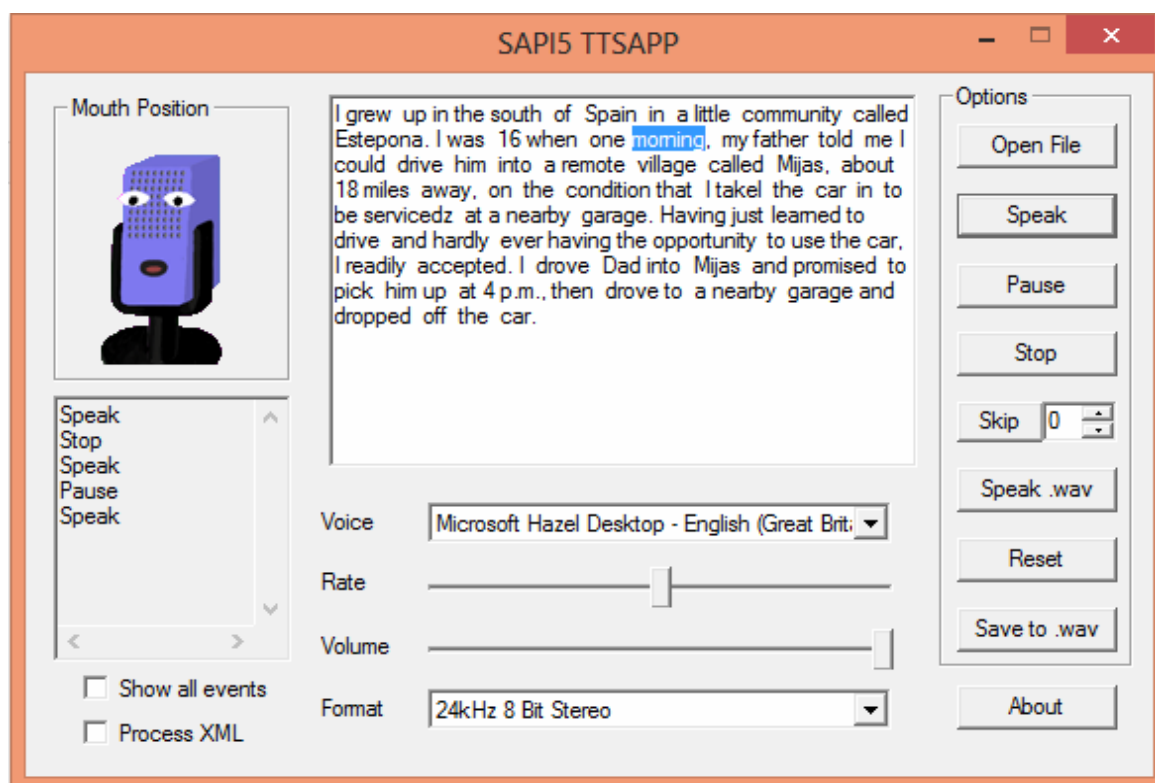 SAPI5 TTSAPP
Mouth Position
I grew up in the south of Spain in a little community called
Estepona. I was 16 when one morning, my father told me I
could drive him into a remote village called Mijas, about
18 miles away, on the condition that I takel the car in to
be servicedz at a nearby garage. Having just learned to
drive and hardly ever having the opportunity to use the car,
I readily accepted. I drove Dad into Mijas and promised to
pick him up at 4 p.m., then drove to a nearby garage and
dropped off the car.
Speak
Stop
Speak
Pause
Speak
Show all events
Process XML
Voice
Microsoft Hazel Desktop - English (Great Brit
Rate
Volume
Format
24kHz 8 Bit Stereo
Options
Open File
Speak
Pause
Stop
Skip 0
Speak .wav
Reset
Save to .wav
About